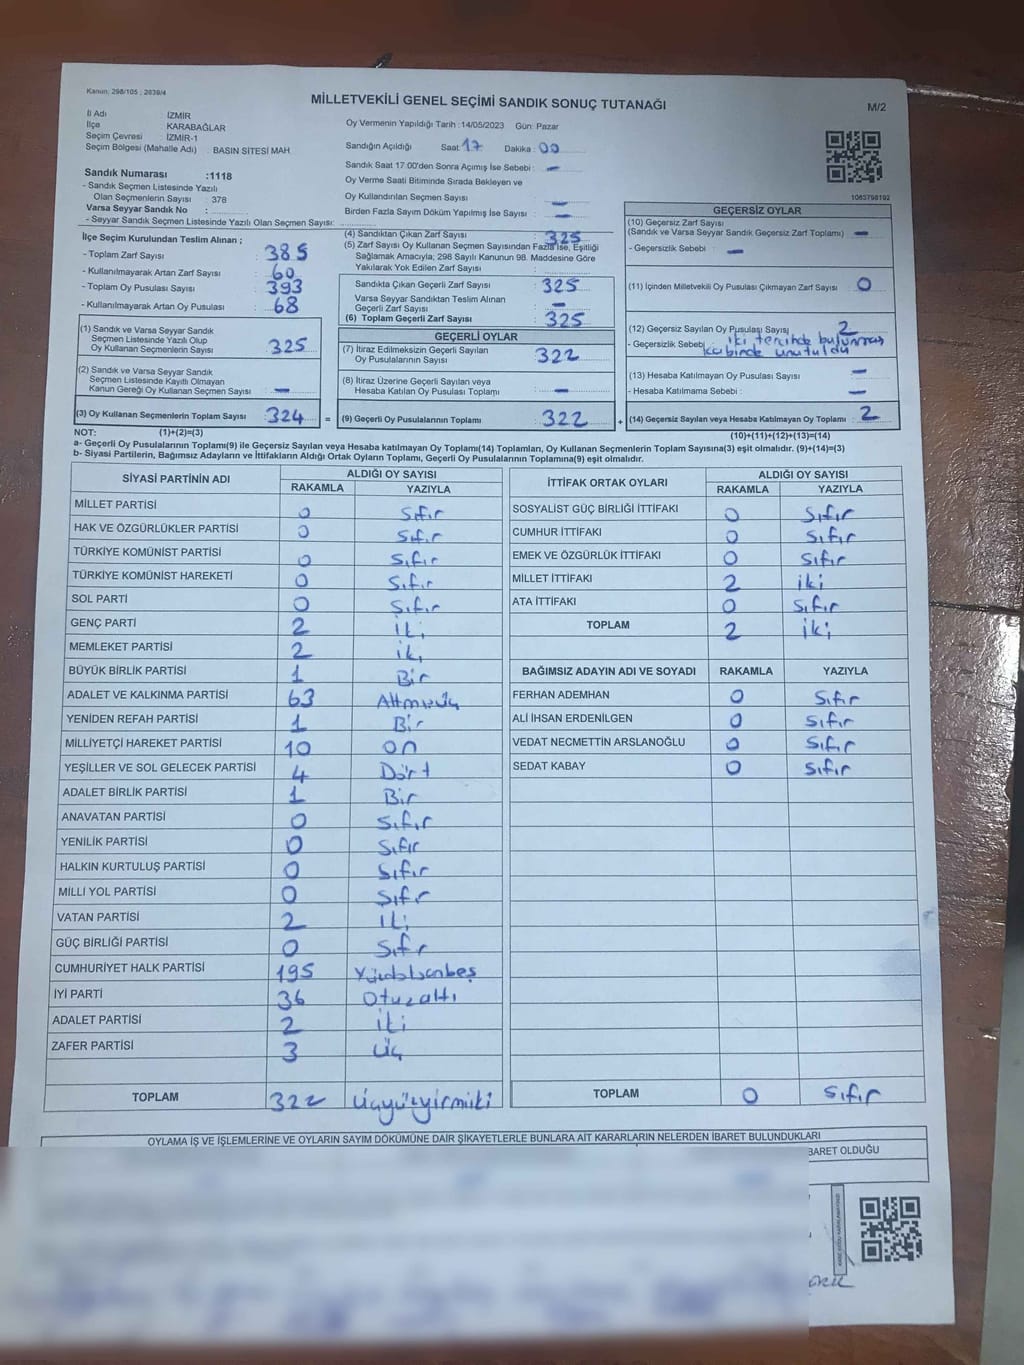 Kanun: 298/105 ; 2839/4
MİLLETVEKİLİ GENEL SEÇİMİ SANDIK SONUÇ TUTANAĞI
M/2
İl Adı İZMİR
İlçe KARABAĞLAR
Seçim Çevresi : İZMİR-1
Seçim Bölgesi (Mahalle Adı) : BASIN SİTESİ MAH.
Oy Vermenin Yapıldığı Tarih : 14/05/2023 Gün: Pazar
Sandığın Açıldığı Saat 17 Dakika : 00
Sandık Saat 17:00'den Sonra Açımış İse Sebebi : -
Oy Verme Saati Bitiminde Sırada Bekleyen ve
Oy Kullandırılan Seçmen Sayısı : -
Birden Fazla Sayım Döküm Yapılmış İse Sayısı : -
1063798192
Sandık Numarası :1118
- Sandık Seçmen Listesinde Yazılı
Olan Seçmenlerin Sayısı : 378
Varsa Seyyar Sandık No :
- Seyyar Sandık Seçmen Listesinde Yazılı Olan Seçmen Sayısı:
İlçe Seçim Kurulundan Teslim Alınan ;
- Toplam Zarf Sayısı : 385
- Kullanılmayarak Artan Zarf Sayısı : 60
- Toplam Oy Pusulası Sayısı : 393
- Kullanılmayarak Artan Oy Pusulası : 68
(1) Sandık ve Varsa Seyyar Sandık
Seçmen Listesinde Yazılı Olup
Oy Kullanan Seçmenlerin Sayısı : 325
(2) Sandık ve Varsa Seyyar Sandık
Seçmen Listesinde Kayıtlı Olmayan
Kanun Gereği Oy Kullanan Seçmen Sayısı : -
(3) Oy Kullanan Seçmenlerin Toplam Sayısı : 324 =
(4) Sandıktan Çıkan Zarf Sayısı : 325
(5) Zarf Sayısı Oy Kullanan Seçmen Sayısından Fazla İse, Eşitliği
Sağlamak Amacıyla, 298 Sayılı Kanunun 98. Maddesine Göre
Yakılarak Yok Edilen Zarf Sayısı :
Sandıkta Çıkan Geçerli Zarf Sayısı : 325
Varsa Seyyar Sandıktan Teslim Alınan
Geçerli Zarf Sayısı : -
(6) Toplam Geçerli Zarf Sayısı : 325
GEÇERLİ OYLAR
(7) İtiraz Edilmeksizin Geçerli Sayılan
Oy Pusulalarının Sayısı : 322
(8) İtiraz Üzerine Geçerli Sayılan veya
Hesaba Katılan Oy Pusulası Toplamı : -
(9) Geçerli Oy Pusulalarının Toplamı : 322 +
GEÇERSİZ OYLAR
(10) Geçersiz Zarf Sayısı
(Sandık ve Varsa Seyyar Sandık Geçersiz Zarf Toplamı) : -
- Geçersizlik Sebebi : -
(11) İçinden Milletvekili Oy Pusulası Çıkmayan Zarf Sayısı : 0
(12) Geçersiz Sayılan Oy Pusulası Sayısı : 2
- Geçersizlik Sebebi iki tercihde bulunması
kabinde unutuldu
(13) Hesaba Katılmayan Oy Pusulası Sayısı : -
- Hesaba Katılmama Sebebi : -
(14) Geçersiz Sayılan veya Hesaba Katılmayan Oy Toplamı : 2
NOT: (1)+(2)=(3)
(10)+(11)+(12)+(13)=(14)
a- Geçerli Oy Pusulalarının Toplamı(9) ile Geçersiz Sayılan veya Hesaba katılmayan Oy Toplamı(14) Toplamları, Oy Kullanan Seçmenlerin Toplam Sayısına(3) eşit olmalıdır. (9)+(14)=(3)
b- Siyasi Partilerin, Bağımsız Adayların ve İttifakların Aldığı Ortak Oyların Toplamı, Geçerli Oy Pusulalarının Toplamına(9) eşit olmalıdır.
SİYASİ PARTİNİN ADI
ALDIĞI OY SAYISI
RAKAMLA YAZIYLA
MİLLET PARTİSİ 0 Sıfır
HAK VE ÖZGÜRLÜKLER PARTİSİ 0 Sıfır
TÜRKİYE KOMÜNİST PARTİSİ 0 Sıfır
TÜRKİYE KOMÜNİST HAREKETİ 0 Sıfır
SOL PARTİ 0 Sıfır
GENÇ PARTİ 2 İki
MEMLEKET PARTİSİ 2 iki
BÜYÜK BİRLİK PARTİSİ 1 Bir
ADALET VE KALKINMA PARTİSİ 63 Altmışüç
YENİDEN REFAH PARTİSİ 1 Bir
MİLLİYETÇİ HAREKET PARTİSİ 10 on
YEŞİLLER VE SOL GELECEK PARTİSİ 4 Dört
ADALET BİRLİK PARTİSİ 1 Bir
ANAVATAN PARTİSİ 0 Sıfır
YENİLİK PARTİSİ 0 Sıfır
HALKIN KURTULUŞ PARTİSİ 0 Sıfır
MİLLİ YOL PARTİSİ 0 Sıfır
VATAN PARTİSİ 2 İki
GÜÇ BİRLİĞİ PARTİSİ 0 Sıfr
CUMHURİYET HALK PARTİSİ 195 Yüzdoksanbeş
İYİ PARTİ 36 Otuzaltı
ADALET PARTİSİ 2 İki
ZAFER PARTİSİ 3 Üç
TOPLAM 322 Üçyüzyirmiiki
İTTİFAK ORTAK OYLARI
ALDIĞI OY SAYISI
RAKAMLA YAZIYLA
SOSYALİST GÜÇ BİRLİĞİ İTTİFAKI 0 Sıfır
CUMHUR İTTİFAKI 0 Sıfır
EMEK VE ÖZGÜRLÜK İTTİFAKI 0 Sıfır
MİLLET İTTİFAKI 2 iki
ATA İTTİFAKI 0 Sıfır
TOPLAM 2 iki
BAĞIMSIZ ADAYIN ADI VE SOYADI RAKAMLA YAZIYLA
FERHAN ADEMHAN 0 Sıfır
ALİ İHSAN ERDENİLGEN 0 Sıfır
VEDAT NECMETTİN ARSLANOĞLU 0 Sıfır
SEDAT KABAY 0 Sıfır
TOPLAM 0 Sıfır
OYLAMA İŞ VE İŞLEMLERİNE VE OYLARIN SAYIM DÖKÜMÜNE DAİR ŞİKAYETLERLE BUNLARA AİT KARARLARIN NELERDEN İBARET BULUNDUKLARI
BARET OLDUĞU